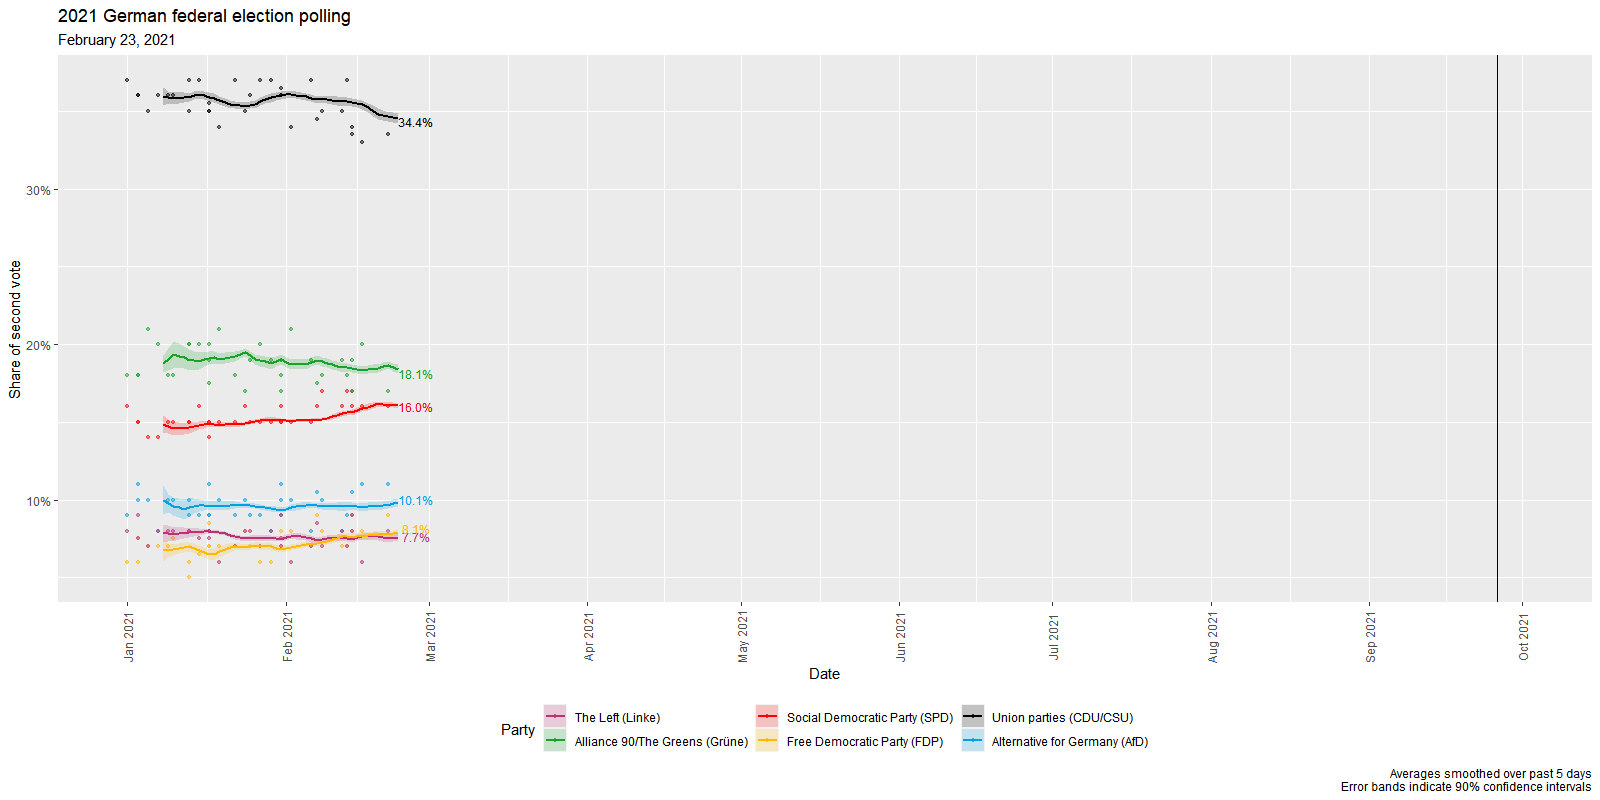 2021 German federal election polling
February 23, 2021
Share of second vote
30%
20%
10%
34.4%
18.1%
16.0%
10.1%
8.1%
7.7%
Jan 2021
Feb 2021
Mar 2021
Apr 2021
May 2021
Jun 2021
Jul 2021
Aug 2021
Sep 2021
Oct 2021
Date
Party
The Left (Linke)
Social Democratic Party (SPD)
Union parties (CDU/CSU)
Alliance 90/The Greens (Grüne)
Free Democratic Party (FDP)
Alternative for Germany (AfD)
Averages smoothed over past 5 days
Error bands indicate 90% confidence intervals